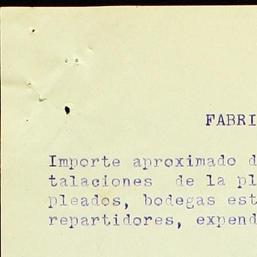 FABRI
Importe aproximado d
talaciones de la pl
pleados, bodegas est
repartidores, expend